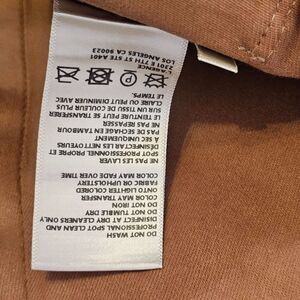 DO NOT WASH
PROFESSIONAL SPOT CLEAN AND
DISINFECT AT DRY CLEANERS ONLY
DO NOT TUMBLE DRY
DO NOT IRON
COLOR MAY TRANSFER
ONTO LIGHTER COLORED
FABRIC OR UPHOLSTERY
COLOR MAY FADE OVER TIME
NE PAS LAVER
SPOT PROFESSIONNEL PROPRE ET
DESINFECTER LES NETTOYEURS
A SEC UNIQUEMENT
PAS DE SECHAGE EN TAMBOUR
NE PAS REPASSER
LE TEINTURE PEUT SE TRANSFERER
SUR UN TISSU DE COULEUR PLUS
CLAIRE OU PEUT DIMINUER AVEC
LE TEMPS.
P
L'AGENCE
2301 E 7TH ST STE A401
LOS ANGELES CA 90023